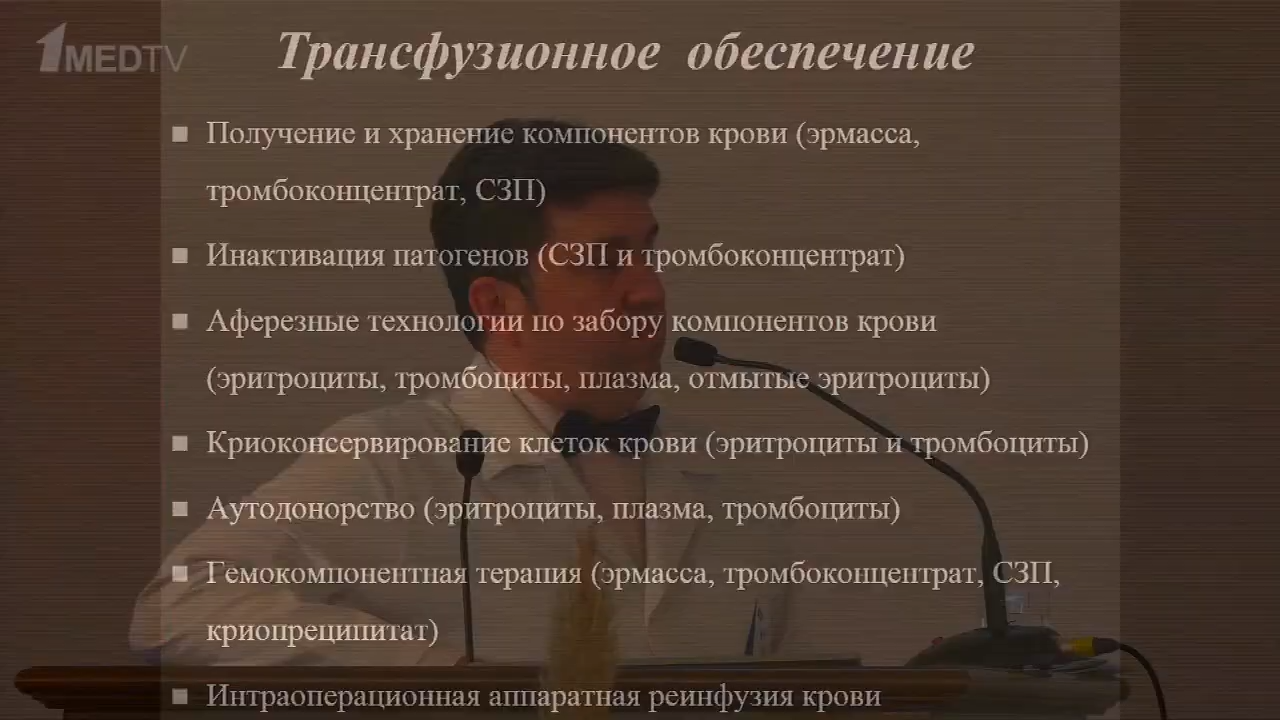 1MEDTV
Трансфузионное обеспечение
Получение и хранение компонентов крови (эрмасса,
тромбоконцентрат, СЗП)
Инактивация патогенов (СЗП и тромбоконцентрат)
Аферезные технологии по забору компонентов крови
(эритроциты, тромбоциты, плазма, отмытые эритроциты)
Криоконсервирование клеток крови (эритроциты и тромбоциты)
Аутодонорство (эритроциты, плазма, тромбоциты)
Гемокомпонентная терапия (эрмасса, тромбоконцентрат, СЗП,
криопреципитат)
Интраоперационная аппаратная реинфузия крови